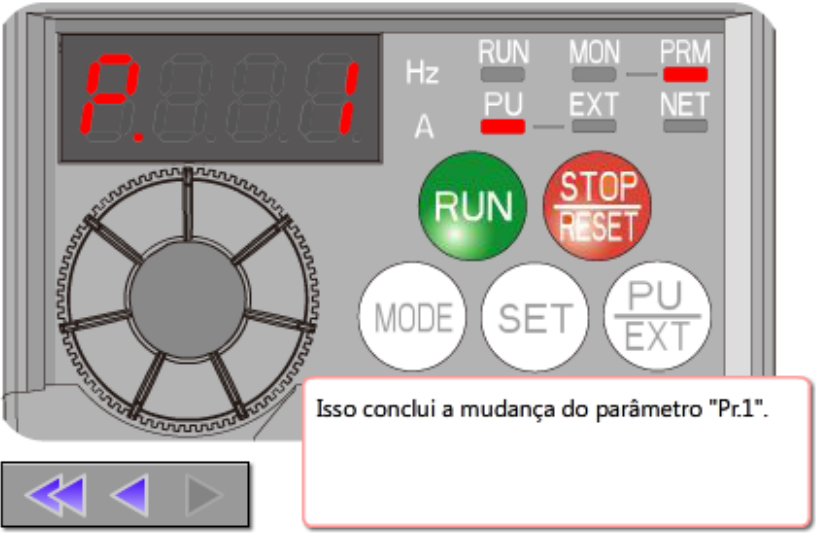 P. 1
Hz RUN MON PRM
A PU EXT NET
RUN
STOP
RESET
MODE
SET
PU
EXT
Isso conclui a mudança do parâmetro "Pr.1".